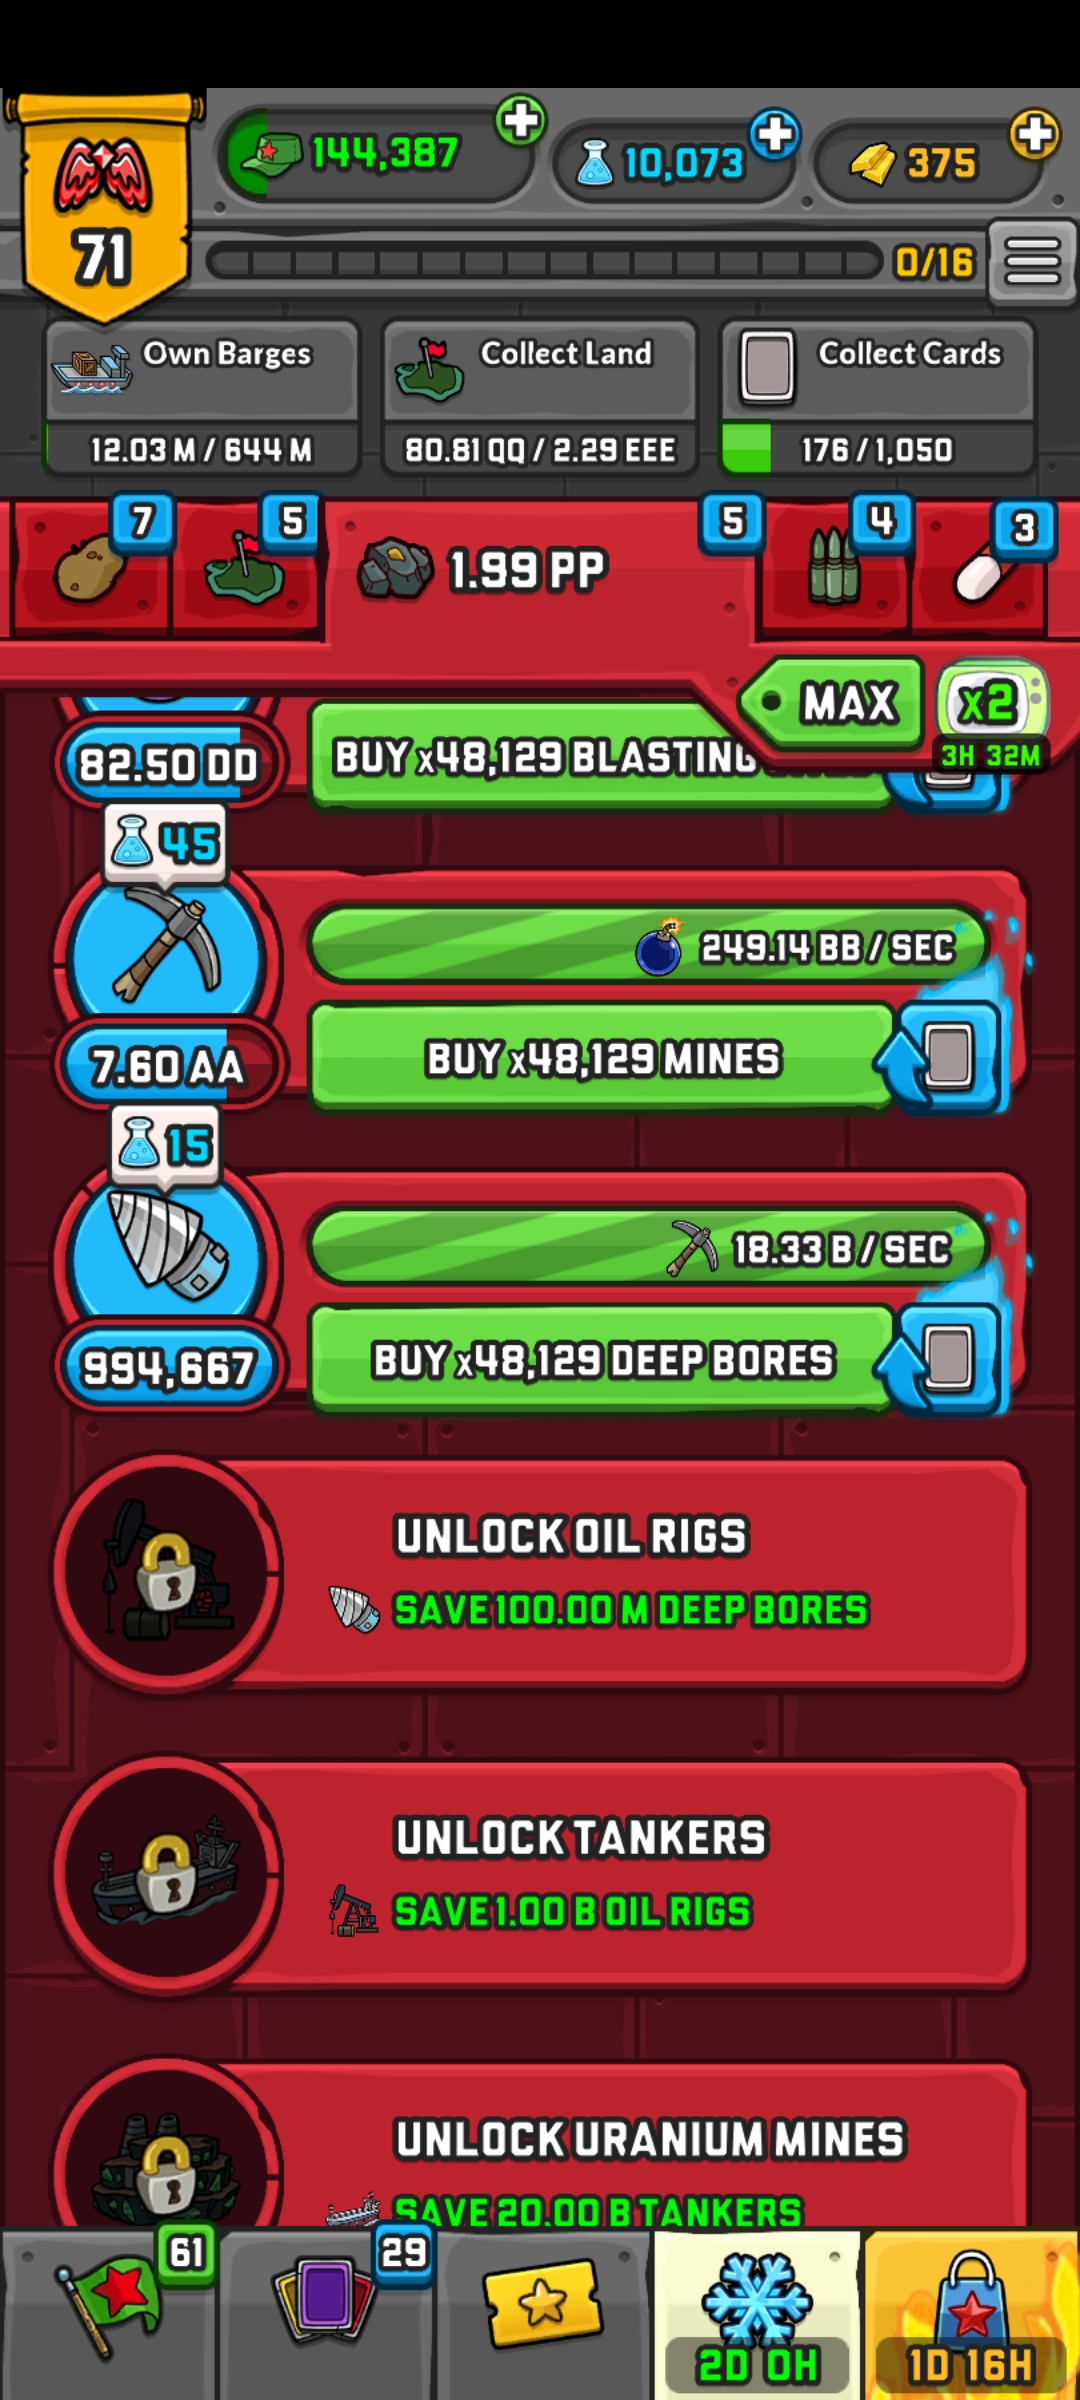 144,387
10,073
375
71
0/16
Own Barges
12.03 M / 644 M
Collect Land
80.81 QQ / 2.29 EEE
Collect Cards
176 / 1,050
7
5
1.99 PP
5
4
3
MAX
x2
3H 32M
82.50 DD
BUY x48,129 BLASTING
45
249.14 BB / SEC
7.60 AA
BUY x48,129 MINES
15
18.33 B / SEC
994,667
BUY x48,129 DEEP BORES
UNLOCK OIL RIGS
SAVE 100.00 M DEEP BORES
UNLOCK TANKERS
SAVE 1.00 B OIL RIGS
UNLOCK URANIUM MINES
SAVE 20.00 B TANKERS
61
29
2D 0H
1D 16H